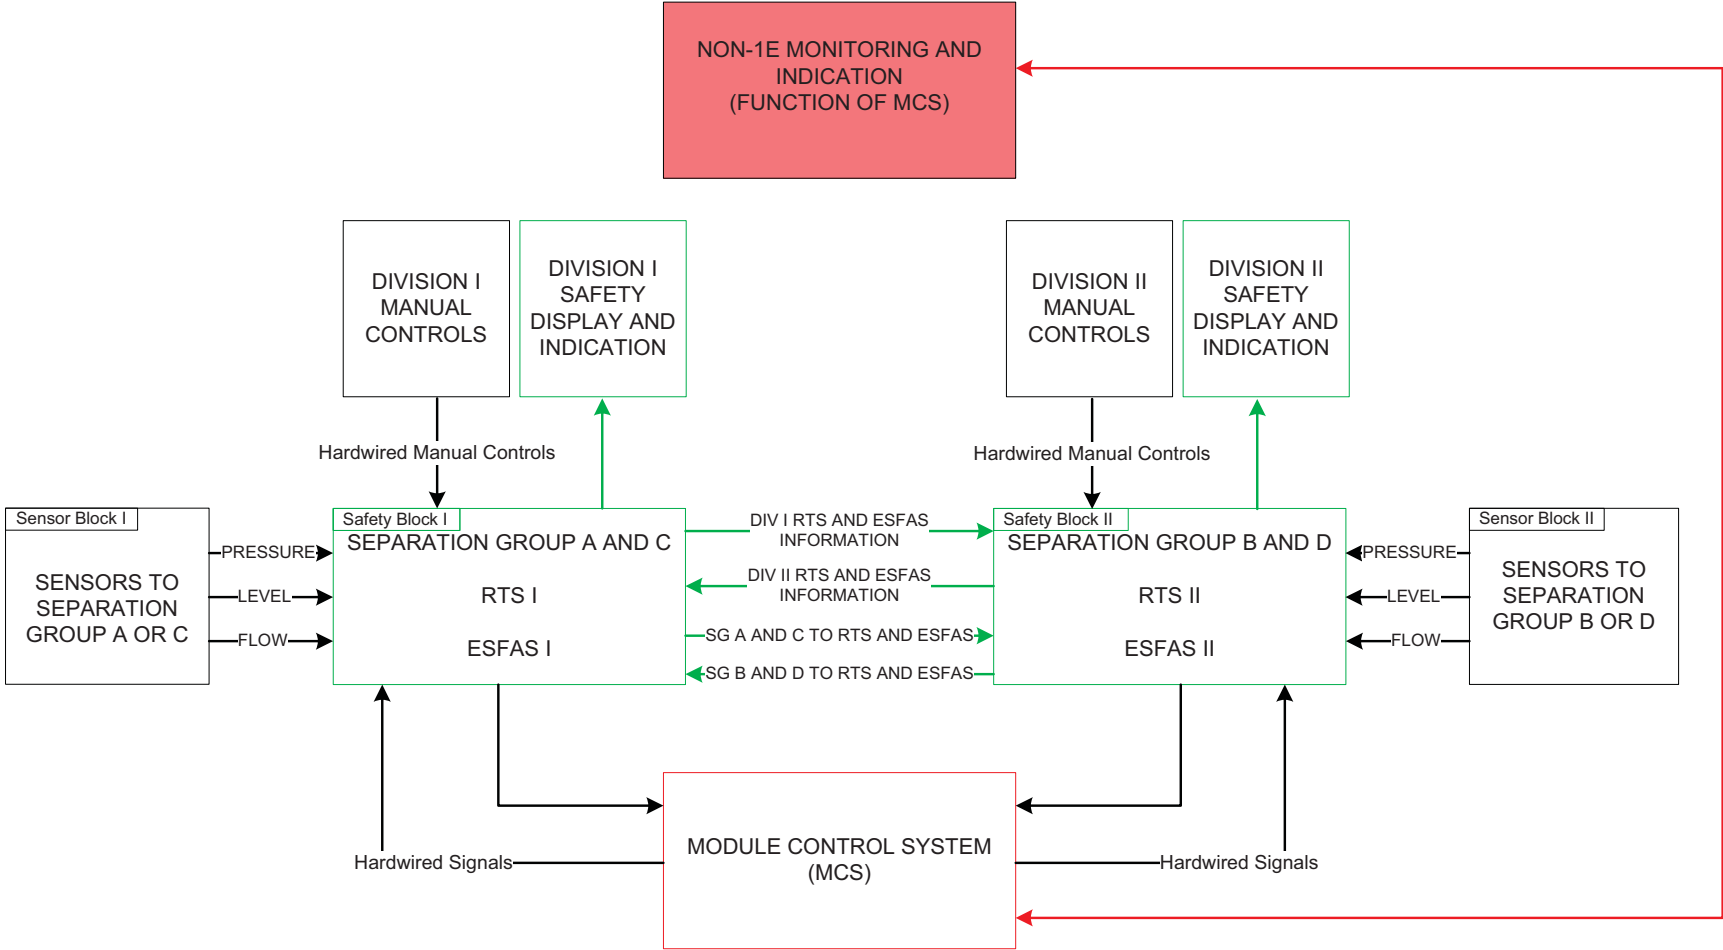 NON-1E MONITORING AND
INDICATION
(FUNCTION OF MCS)
DIVISION I
MANUAL
CONTROLS
DIVISION I
SAFETY
DISPLAY AND
INDICATION
DIVISION II
MANUAL
CONTROLS
DIVISION II
SAFETY
DISPLAY AND
INDICATION
Hardwired Manual Controls
Hardwired Manual Controls
Sensor Block I
SENSORS TO
SEPARATION
GROUP A OR C
PRESSURE
LEVEL
FLOW
Safety Block I
SEPARATION GROUP A AND C
RTS I
ESFAS I
DIV I RTS AND ESFAS
INFORMATION
DIV II RTS AND ESFAS
INFORMATION
SG A AND C TO RTS AND ESFAS
SG B AND D TO RTS AND ESFAS
Safety Block II
SEPARATION GROUP B AND D
RTS II
ESFAS II
PRESSURE
LEVEL
FLOW
Sensor Block II
SENSORS TO
SEPARATION
GROUP B OR D
Hardwired Signals
MODULE CONTROL SYSTEM
(MCS)
Hardwired Signals